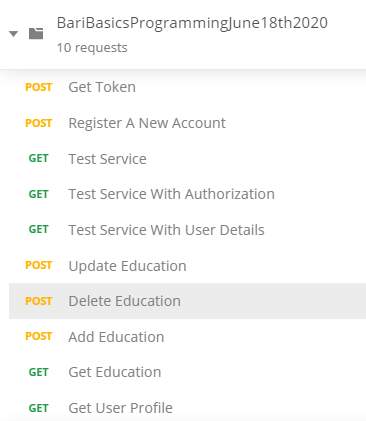 BariBasicsProgrammingJune18th2020
10 requests
POST Get Token
POST Register A New Account
GET Test Service
GET Test Service With Authorization
GET Test Service With User Details
POST Update Education
POST Delete Education
POST Add Education
GET Get Education
GET Get User Profile